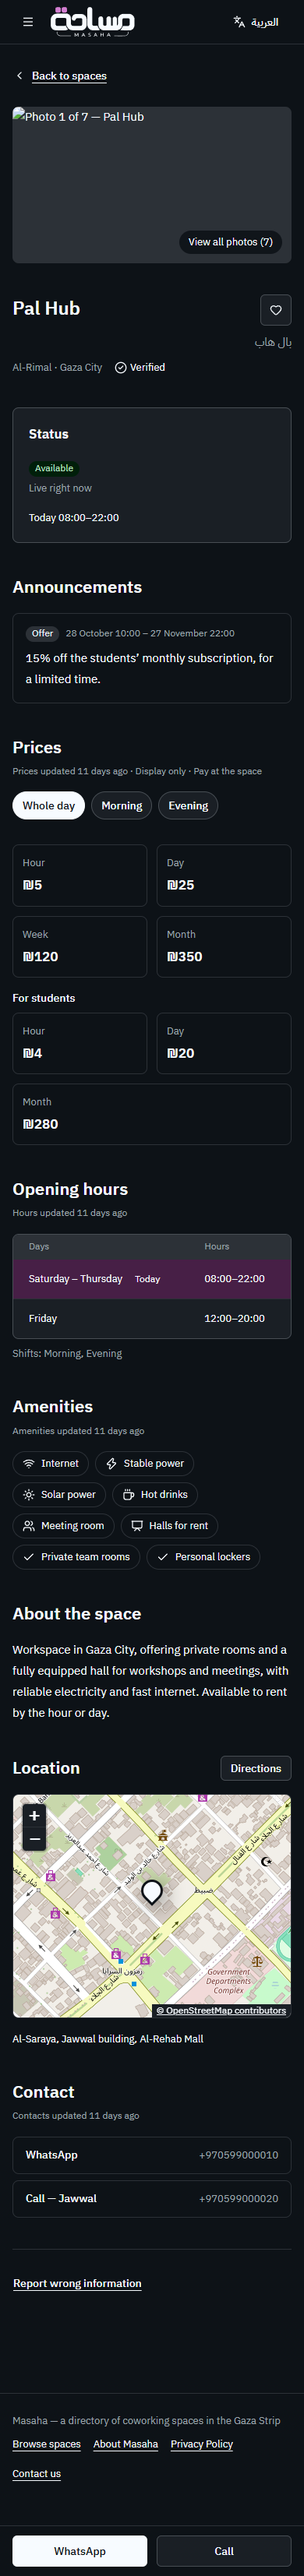 مساحة
MASAHA
العربية
Back to spaces
Photo 1 of 7 — Pal Hub
View all photos (7)
Pal Hub
بال هاب
Al-Rimal · Gaza City
Verified
Status
Available
Live right now
Today 08:00–22:00
Announcements
Offer 28 October 10:00 – 27 November 22:00
15% off the students’ monthly subscription, for
a limited time.
Prices
Prices updated 11 days ago · Display only · Pay at the space
Whole day Morning Evening
Hour Day
₪5 ₪25
Week Month
₪120 ₪350
For students
Hour Day
₪4 ₪20
Month
₪280
Opening hours
Hours updated 11 days ago
Days Hours
Saturday – Thursday Today 08:00–22:00
Friday 12:00–20:00
Shifts: Morning, Evening
Amenities
Amenities updated 11 days ago
Internet Stable power
Solar power Hot drinks
Meeting room Halls for rent
Private team rooms Personal lockers
About the space
Workspace in Gaza City, offering private rooms and a
fully equipped hall for workshops and meetings, with
reliable electricity and fast internet. Available to rent
by the hour or day.
Location Directions
+
−
شارع احمد عبدالعزيز
شارع خالد بن الوليد
شارع الجلاء
زمزون السرايا
Government
Departments
Complex
© OpenStreetMap contributors
Al-Saraya, Jawwal building, Al-Rehab Mall
Contact
Contacts updated 11 days ago
WhatsApp +970599000010
Call — Jawwal +970599000020
Report wrong information
Masaha — a directory of coworking spaces in the Gaza Strip
Browse spaces About Masaha Privacy Policy
Contact us
WhatsApp Call